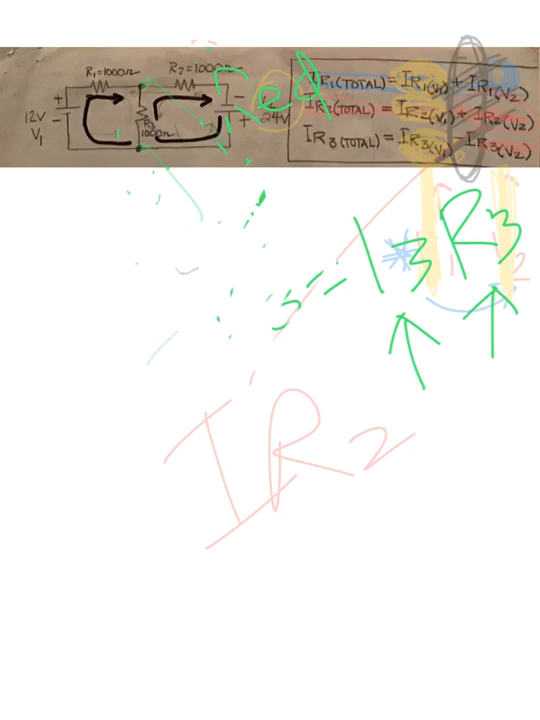 R₁=1000Ω
R₂=1000Ω
red
12V
V₁
R₃
1000Ω
24V
IR₁(TOTAL) = IR₁(V₁) + IR₁(V₂)
IR₂(TOTAL) = IR₂(V₁) + IR₂(V₂)
IR₃(TOTAL) = IR₃(V₁) - IR₃(V₂)
13R3
IR₂